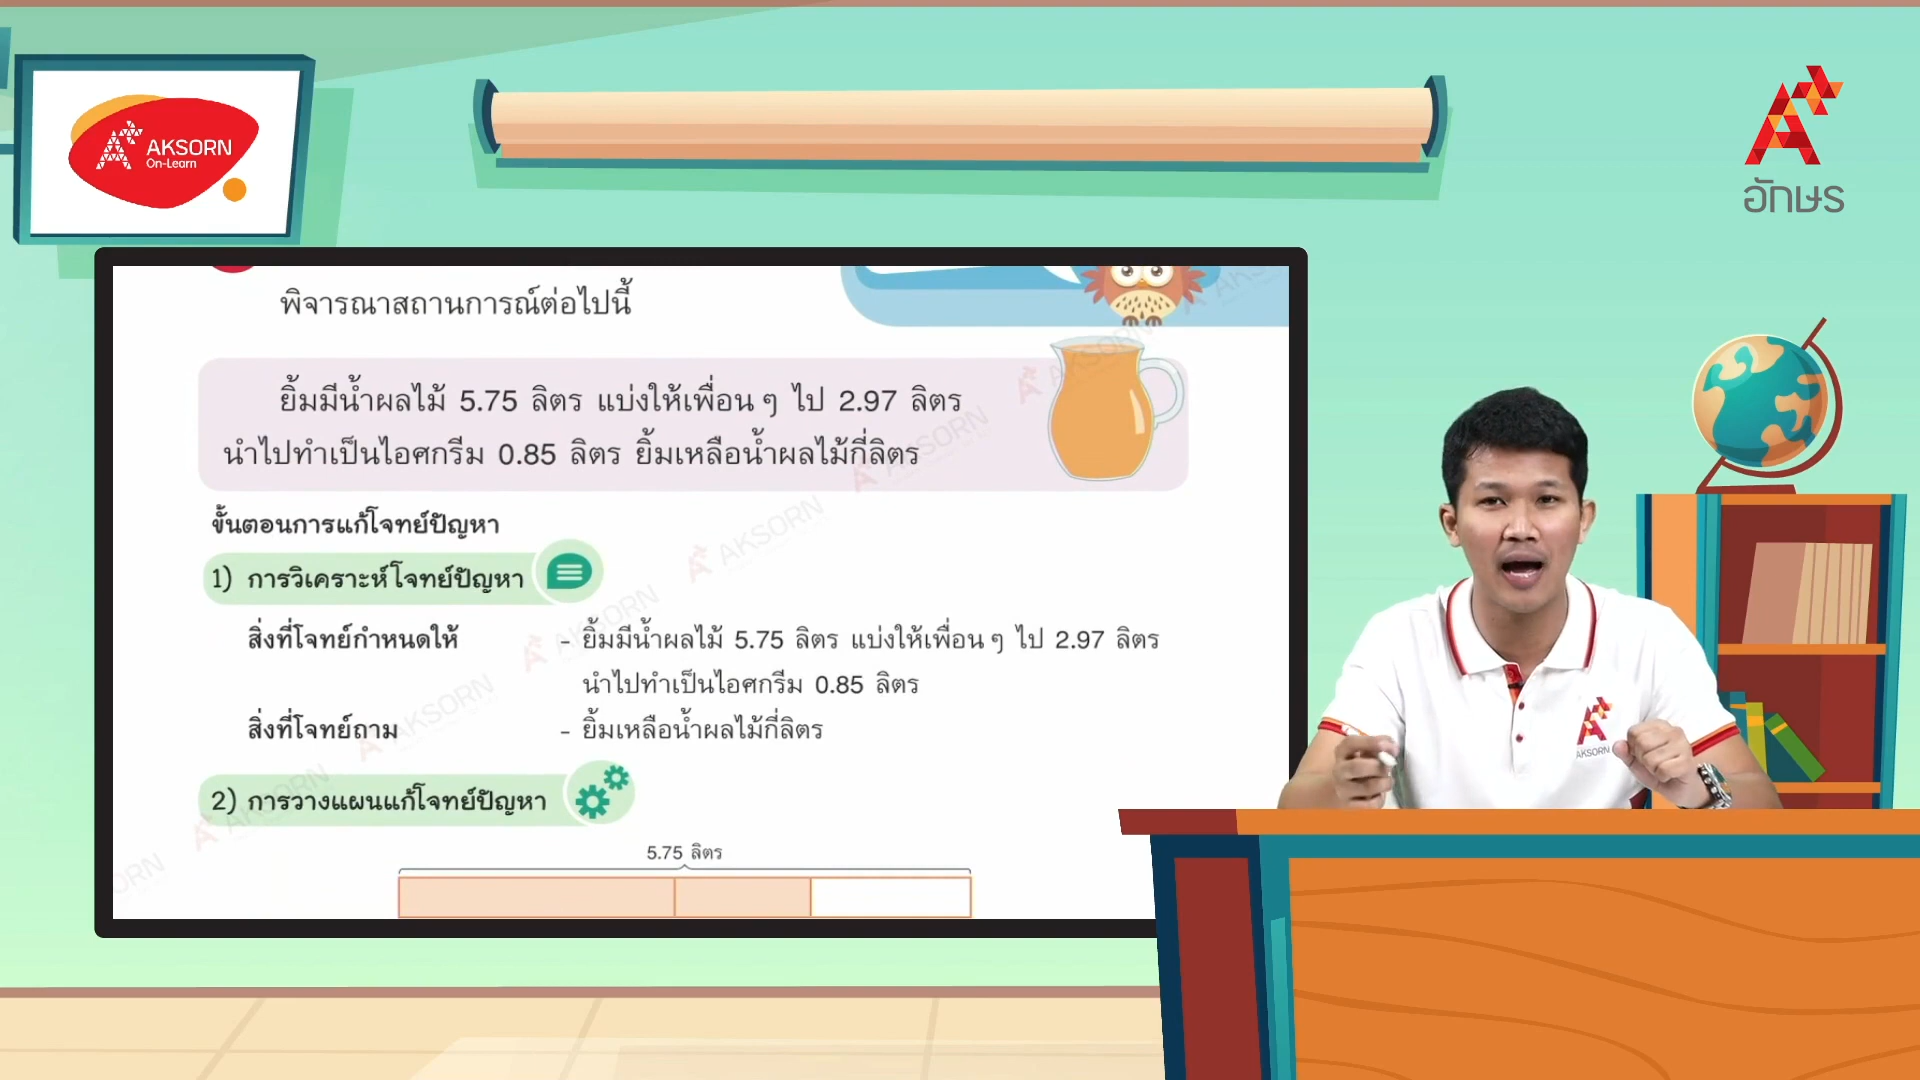 AKSORN
On-Learn
อักษร
พิจารณาสถานการณ์ต่อไปนี้
ยิ้มมีน้ำผลไม้ 5.75 ลิตร แบ่งให้เพื่อน ๆ ไป 2.97 ลิตร
นำไปทำเป็นไอศกรีม 0.85 ลิตร ยิ้มเหลือน้ำผลไม้กี่ลิตร
ขั้นตอนการแก้โจทย์ปัญหา
1) การวิเคราะห์โจทย์ปัญหา
สิ่งที่โจทย์กำหนดให้ - ยิ้มมีน้ำผลไม้ 5.75 ลิตร แบ่งให้เพื่อน ๆ ไป 2.97 ลิตร
นำไปทำเป็นไอศกรีม 0.85 ลิตร
สิ่งที่โจทย์ถาม - ยิ้มเหลือน้ำผลไม้กี่ลิตร
2) การวางแผนแก้โจทย์ปัญหา
5.75 ลิตร
AKSORN